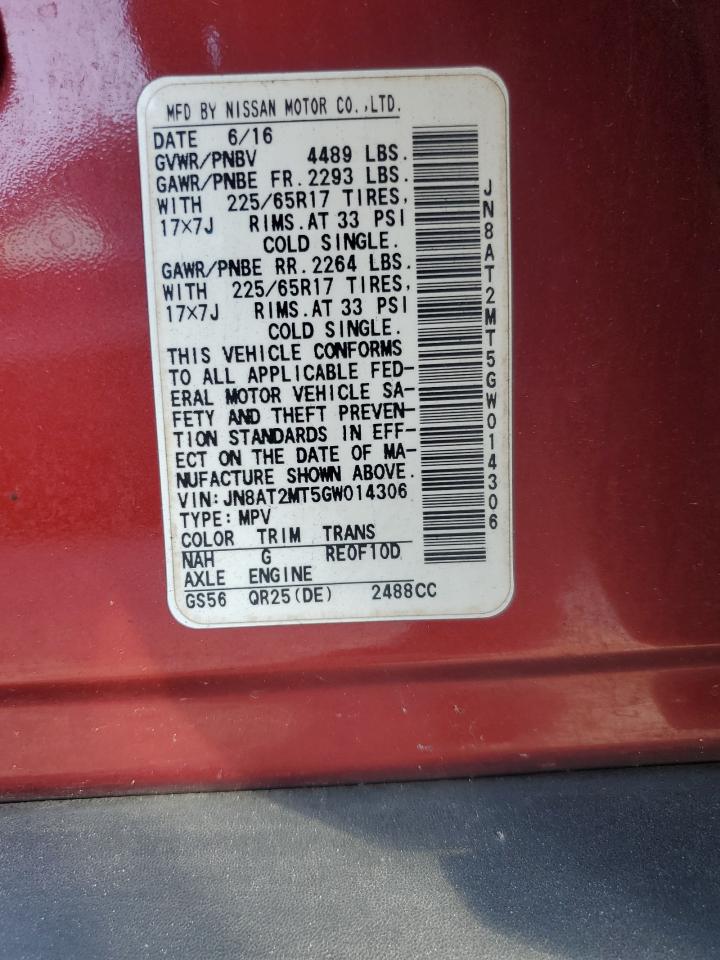 MFD BY NISSAN MOTOR CO.,LTD.
DATE 6/16
GVWR/PNBV 4489 LBS.
GAWR/PNBE FR. 2293 LBS.
WITH 225/65R17 TIRES,
17×7J RIMS. AT 33 PSI
COLD SINGLE.
GAWR/PNBE RR. 2264 LBS.
WITH 225/65R17 TIRES,
17×7J RIMS. AT 33 PSI
COLD SINGLE.
THIS VEHICLE CONFORMS
TO ALL APPLICABLE FED-
ERAL MOTOR VEHICLE SA-
FETY AND THEFT PREVEN-
TION STANDARDS IN EFF-
ECT ON THE DATE OF MA-
NUFACTURE SHOWN ABOVE.
VIN: JN8AT2MT5GW014306
TYPE: MPV
COLOR TRIM TRANS
NAH G RE0F10D
AXLE ENGINE
GS56 QR25(DE) 2488CC
JN8AT2MT5GW014306